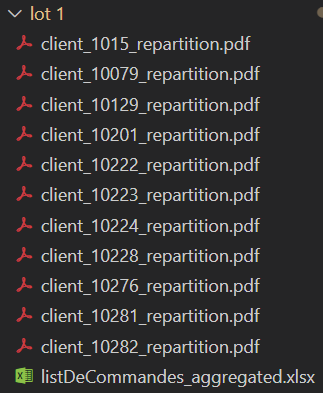 lot 1
client_1015_repartition.pdf
client_10079_repartition.pdf
client_10129_repartition.pdf
client_10201_repartition.pdf
client_10222_repartition.pdf
client_10223_repartition.pdf
client_10224_repartition.pdf
client_10228_repartition.pdf
client_10276_repartition.pdf
client_10281_repartition.pdf
client_10282_repartition.pdf
listDeCommandes_aggregated.xlsx